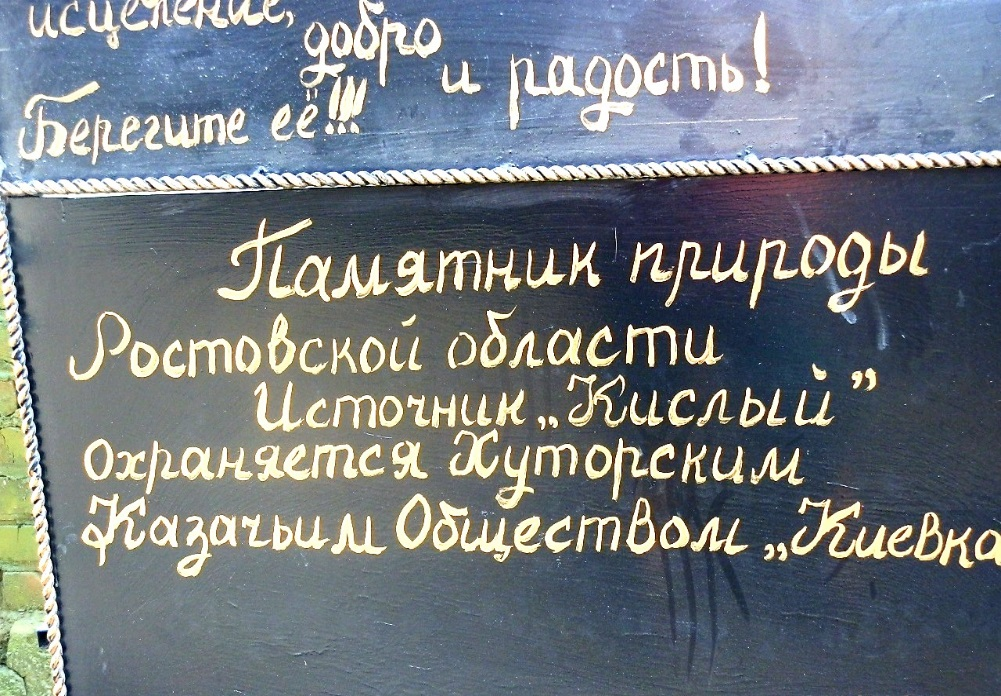 исцеление,
добро и радость!
Берегите её!!!
Памятник природы
Ростовской области
Источник „Кислый”
охраняется Хуторским
Казачьим Обществом „Киевка